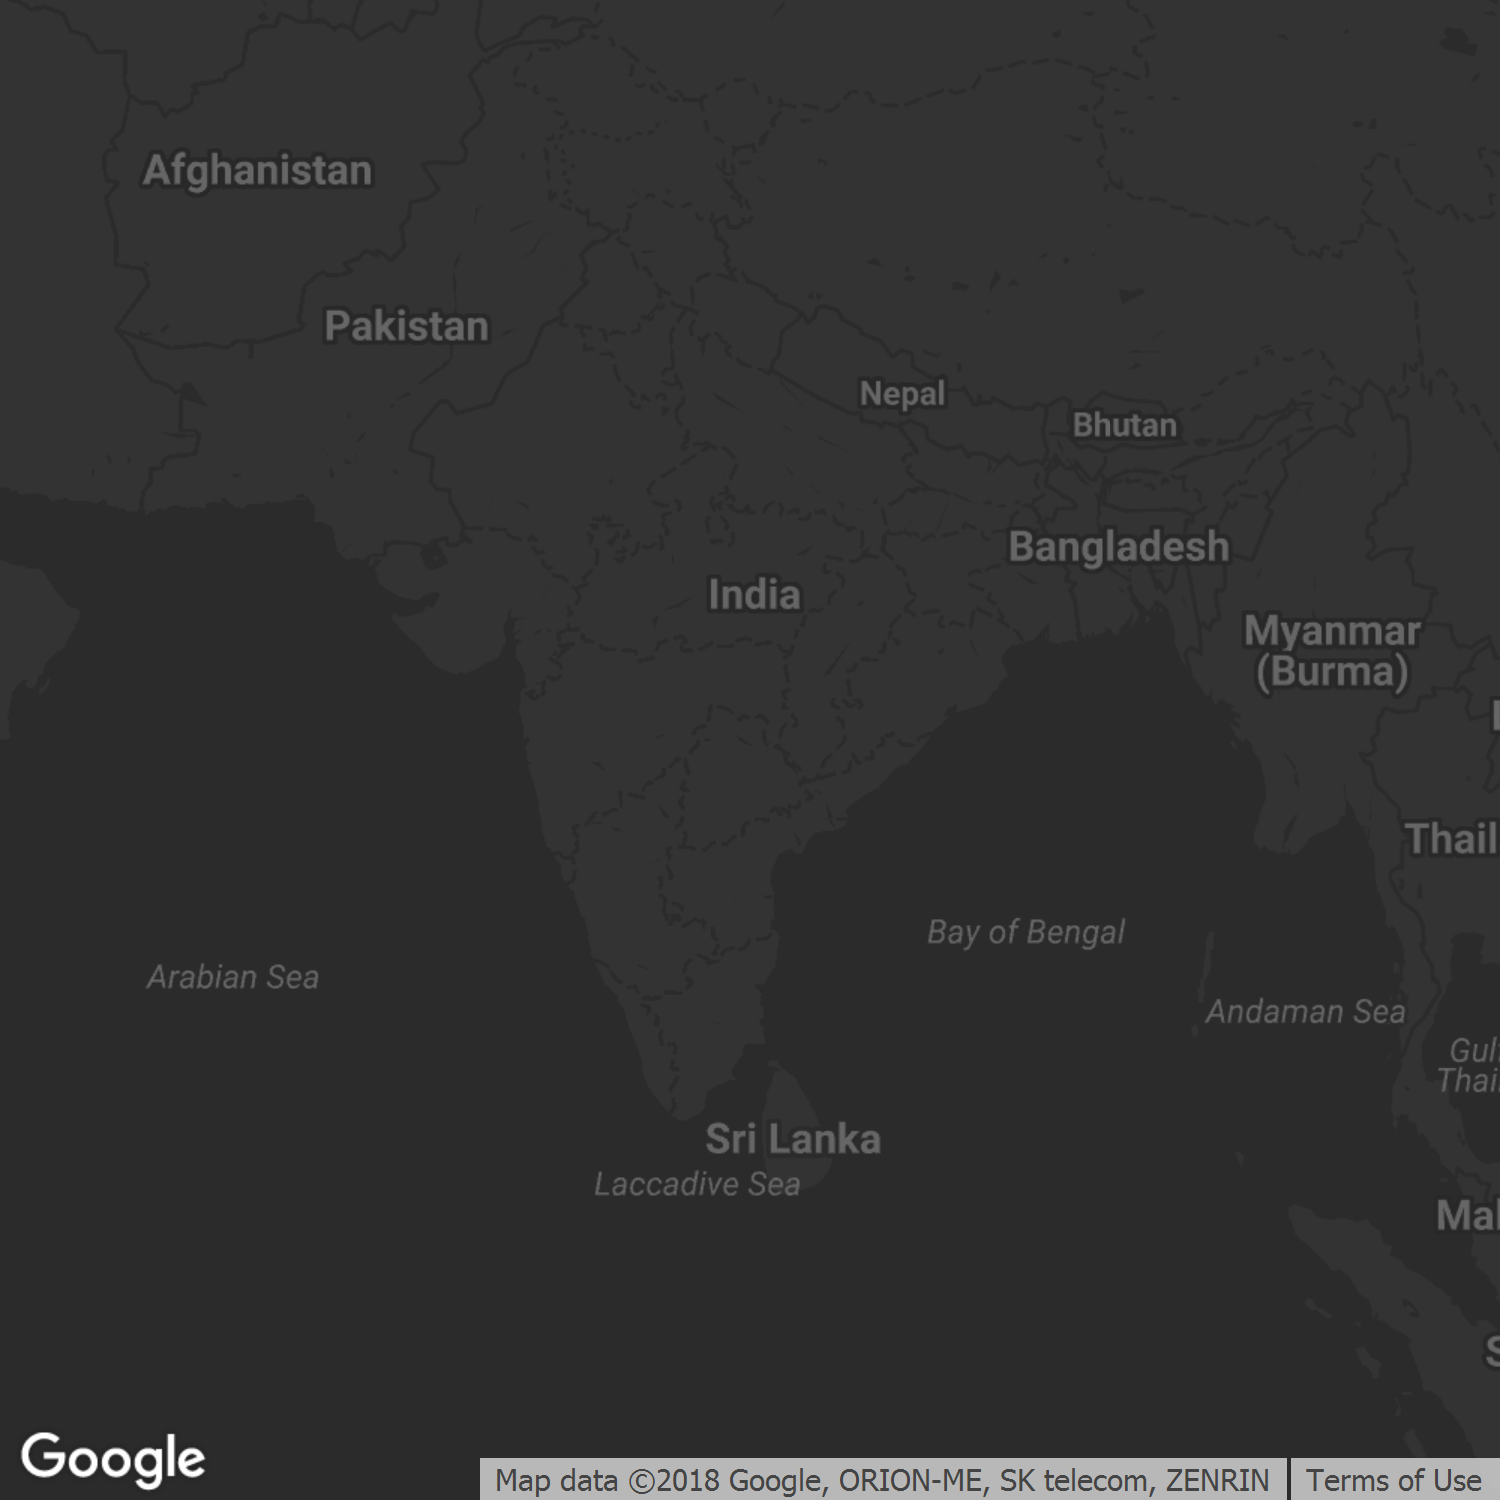 Afghanistan
Pakistan
Nepal
Bhutan
Bangladesh
India
Myanmar
(Burma)
Thail
Bay of Bengal
Arabian Sea
Andaman Sea
Gul
Thai
Sri Lanka
Laccadive Sea
Mal
S
Google
Map data ©2018 Google, ORION-ME, SK telecom, ZENRIN
Terms of Use